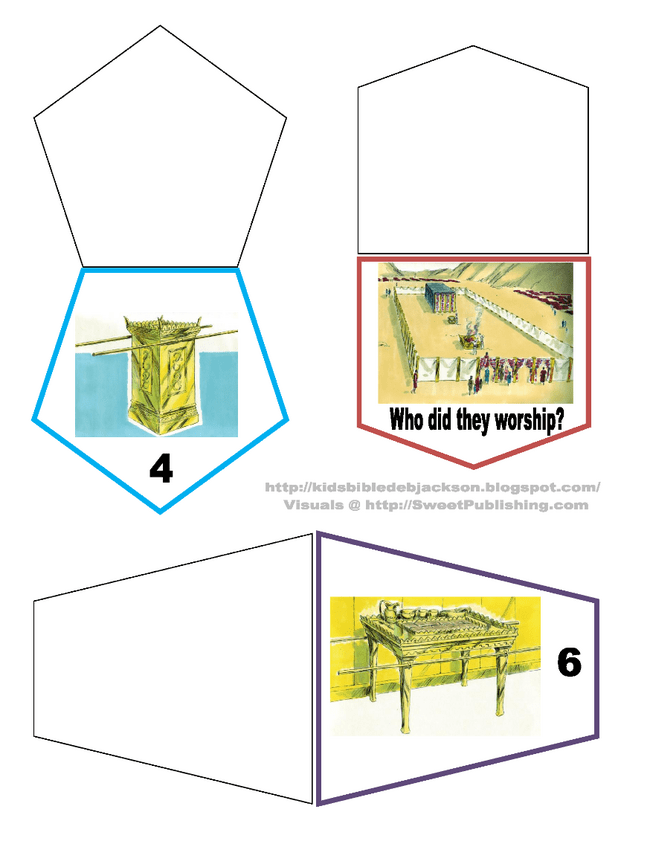 Who did they worship?
4
http://kidsbibledebjackson.blogspot.com/
Visuals @ http://SweetPublishing.com
6